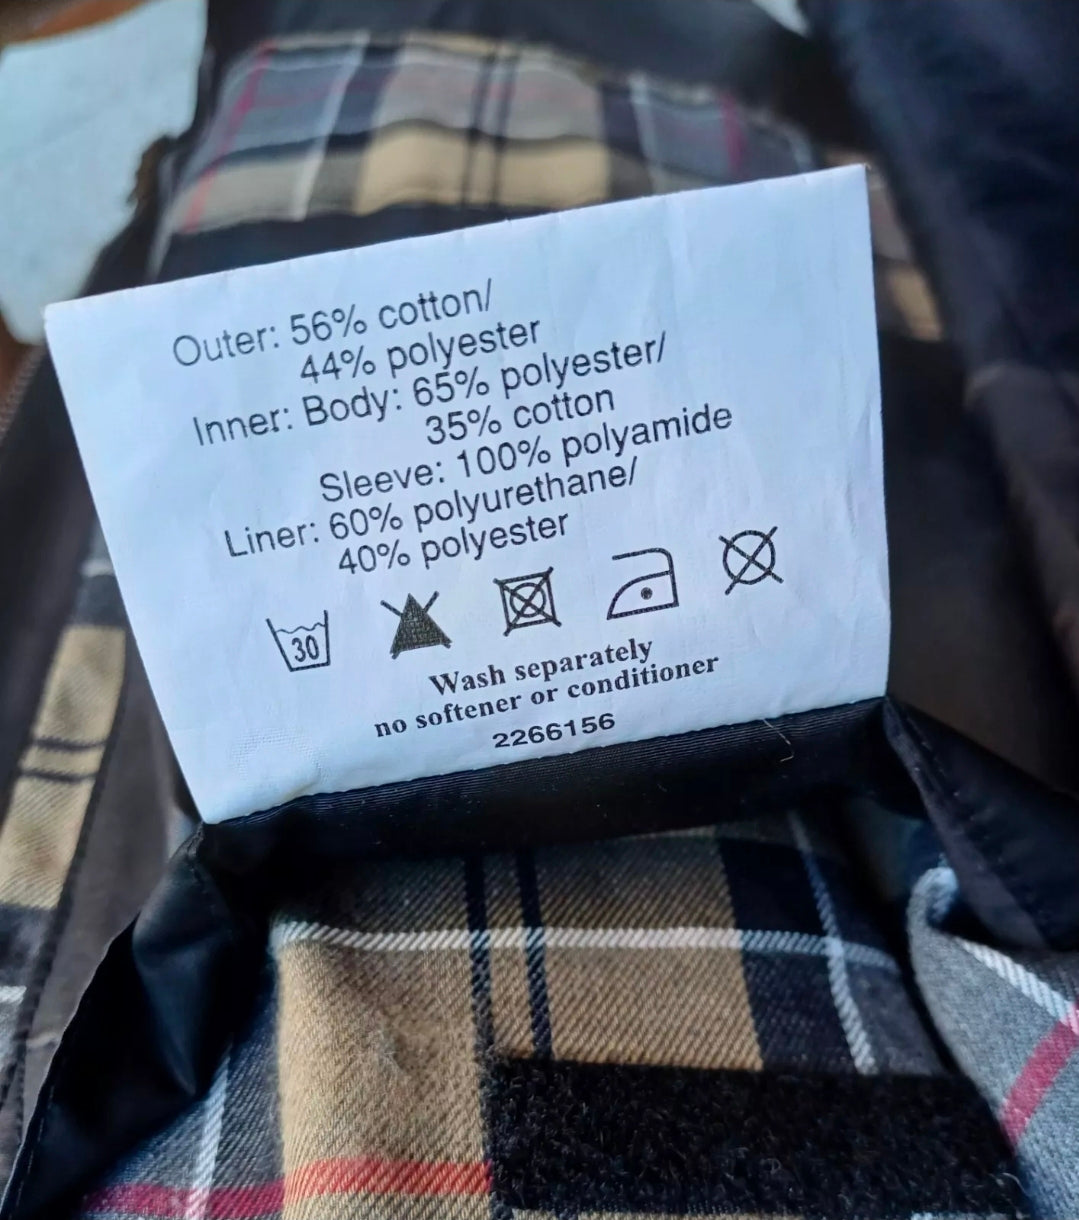 Outer: 56% cotton/
44% polyester
Inner: Body: 65% polyester/
35% cotton
Sleeve: 100% polyamide
Liner: 60% polyurethane/
40% polyester
30
Wash separately
no softener or conditioner
2266156